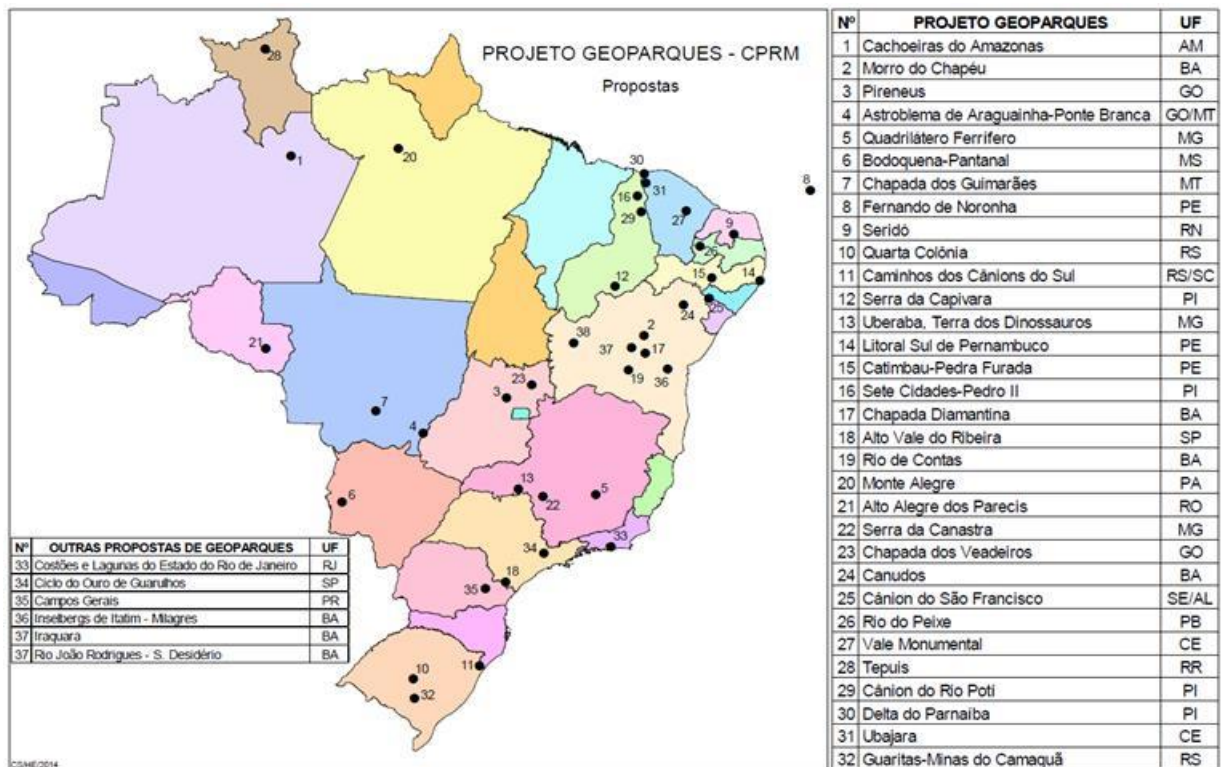 PROJETO GEOPARQUES - CPRM
Propostas
28
1
20
30
31
16
29
27
8
9
26
15
14
12
25
24
2
38
37
17
19
36
21
23
3
7
4
13
5
22
6
33
34
18
35
11
10
32
Nº OUTRAS PROPOSTAS DE GEOPARQUES UF
33 Costões e Lagunas do Estado do Rio de Janeiro RJ
34 Ciclo do Ouro de Guarulhos SP
35 Campos Gerais PR
36 Inselbergs de Itatim - Milagres BA
37 Iraquara BA
37 Rio João Rodrigues - S. Desidério BA
Nº PROJETO GEOPARQUES UF
1 Cachoeiras do Amazonas AM
2 Morro do Chapéu BA
3 Pireneus GO
4 Astroblema de Araguainha-Ponte Branca GO/MT
5 Quadrilátero Ferrífero MG
6 Bodoquena-Pantanal MS
7 Chapada dos Guimarães MT
8 Fernando de Noronha PE
9 Seridó RN
10 Quarta Colônia RS
11 Caminhos dos Cânions do Sul RS/SC
12 Serra da Capivara PI
13 Uberaba, Terra dos Dinossauros MG
14 Litoral Sul de Pernambuco PE
15 Catimbau-Pedra Furada PE
16 Sete Cidades-Pedro II PI
17 Chapada Diamantina BA
18 Alto Vale do Ribeira SP
19 Rio de Contas BA
20 Monte Alegre PA
21 Alto Alegre dos Parecis RO
22 Serra da Canastra MG
23 Chapada dos Veadeiros GO
24 Canudos BA
25 Cânion do São Francisco SE/AL
26 Rio do Peixe PB
27 Vale Monumental CE
28 Tepuis RR
29 Cânion do Rio Poti PI
30 Delta do Parnaíba PI
31 Ubajara CE
32 Guaritas-Minas do Camaquã RS